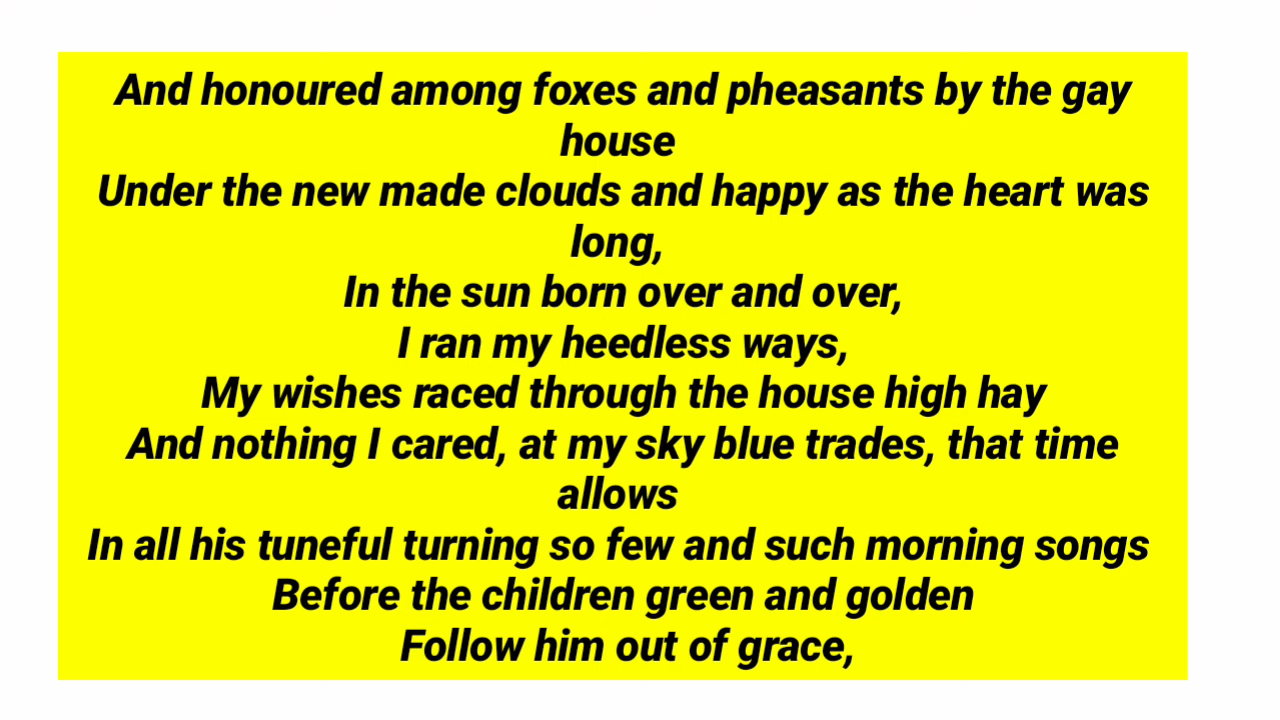 And honoured among foxes and pheasants by the gay
house
Under the new made clouds and happy as the heart was
long,
In the sun born over and over,
I ran my heedless ways,
My wishes raced through the house high hay
And nothing I cared, at my sky blue trades, that time
allows
In all his tuneful turning so few and such morning songs
Before the children green and golden
Follow him out of grace,